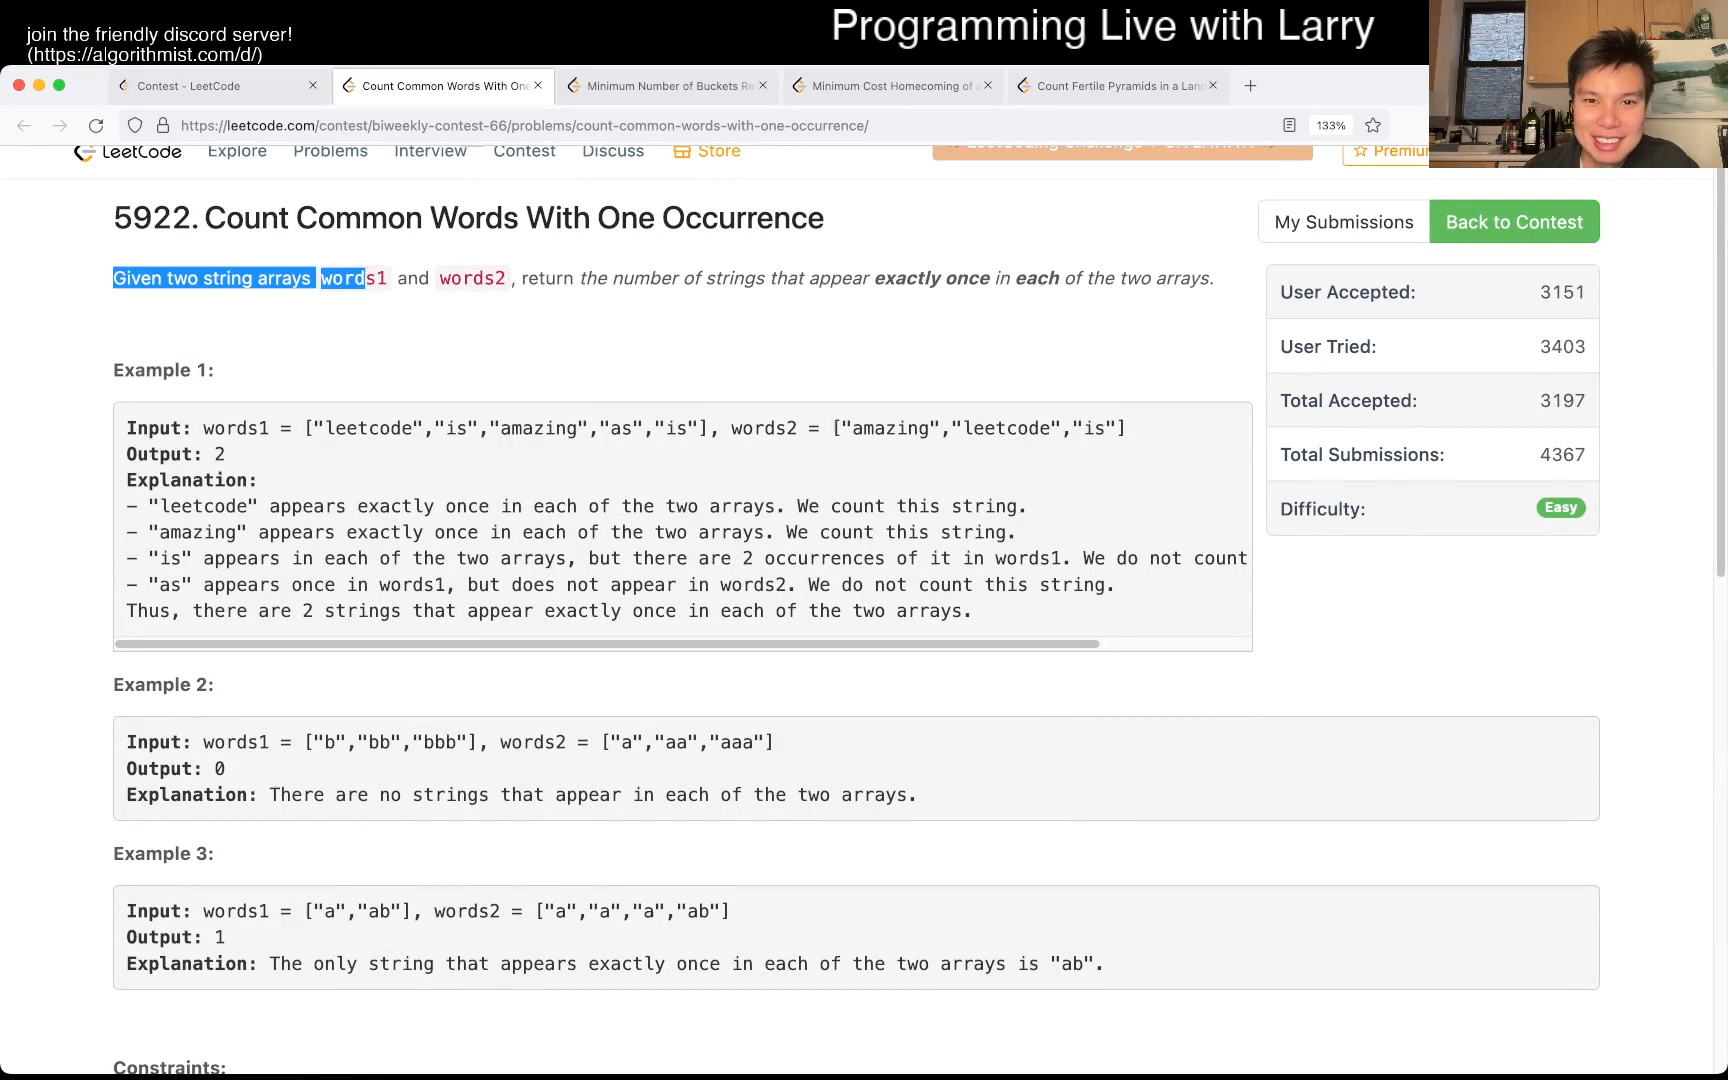 join the friendly discord server!
(https://algorithmist.com/d/)
Programming Live with Larry
Contest - LeetCode
Count Common Words With One
Minimum Number of Buckets Re
Minimum Cost Homecoming of a
Count Fertile Pyramids in a Land
https://leetcode.com/contest/biweekly-contest-66/problems/count-common-words-with-one-occurrence/
133%
LeetCode Explore Problems Interview Contest Discuss Store
Premium
5922. Count Common Words With One Occurrence
My Submissions
Back to Contest
Given two string arrays words1 and words2, return the number of strings that appear exactly once in each of the two arrays.
User Accepted: 3151
User Tried: 3403
Total Accepted: 3197
Total Submissions: 4367
Difficulty: Easy
Example 1:
Input: words1 = ["leetcode","is","amazing","as","is"], words2 = ["amazing","leetcode","is"]
Output: 2
Explanation:
- "leetcode" appears exactly once in each of the two arrays. We count this string.
- "amazing" appears exactly once in each of the two arrays. We count this string.
- "is" appears in each of the two arrays, but there are 2 occurrences of it in words1. We do not count
- "as" appears once in words1, but does not appear in words2. We do not count this string.
Thus, there are 2 strings that appear exactly once in each of the two arrays.
Example 2:
Input: words1 = ["b","bb","bbb"], words2 = ["a","aa","aaa"]
Output: 0
Explanation: There are no strings that appear in each of the two arrays.
Example 3:
Input: words1 = ["a","ab"], words2 = ["a","a","a","ab"]
Output: 1
Explanation: The only string that appears exactly once in each of the two arrays is "ab".
Constraints: